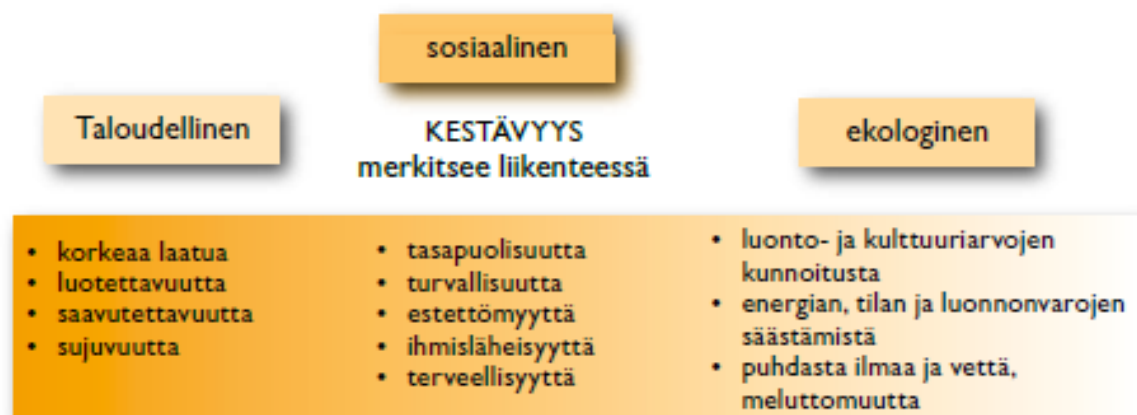 sosiaalinen
Taloudellinen
KESTÄVYYS
merkitsee liikenteessä
ekologinen
• korkeaa laatua
• luotettavuutta
• saavutettavuutta
• sujuvuutta
• tasapuolisuutta
• turvallisuutta
• estettömyyttä
• ihmisläheisyyttä
• terveellisyyttä
• luonto- ja kulttuuriarvojen
kunnoitusta
• energian, tilan ja luonnonvarojen
säästämistä
• puhdasta ilmaa ja vettä,
meluttomuutta